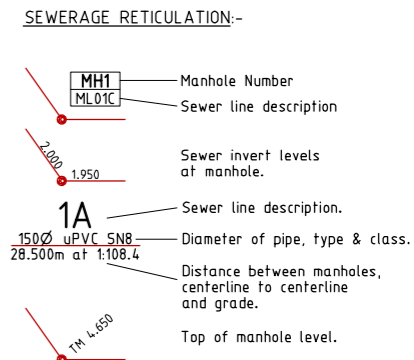 SEWERAGE RETICULATION:-
MH1
Manhole Number
ML01C
Sewer line description
2.000
1.950
Sewer invert levels
at manhole.
1A
Sewer line description.
150Ø uPVC SN8
Diameter of pipe, type & class.
28.500m at 1:108.4
Distance between manholes,
centerline to centerline
and grade.
TM 4.650
Top of manhole level.